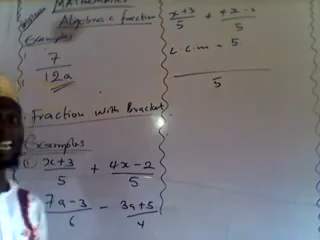 MATHEMATICS
Algebraic fraction
Examples
7
12a
Fraction with Bracket
Examples
① x+3/5 + 4x-2/5
7a-3/6 - 3a+5/4
x+3/5 + 4x-2/5
L.C.M = 5
5